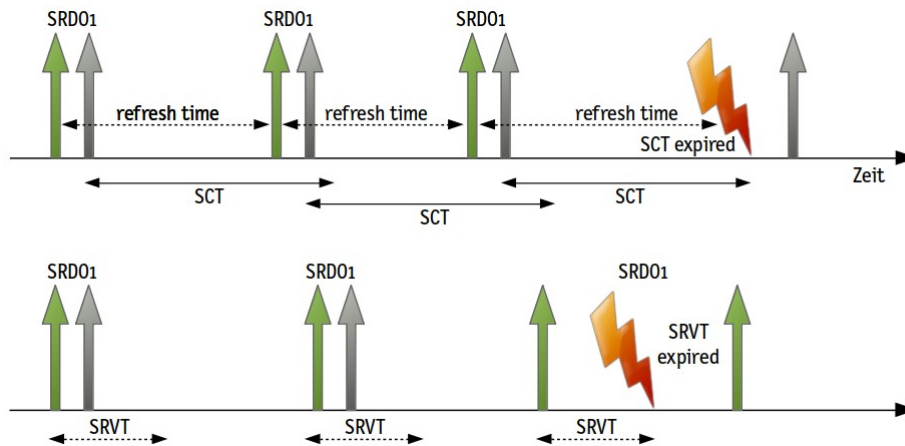 SRDO1
SRDO1
SRDO1
refresh time
refresh time
refresh time
SCT expired
Zeit
SCT
SCT
SCT
SRDO1
SRDO1
SRDO1
SRVT
expired
SRVT
SRVT
SRVT